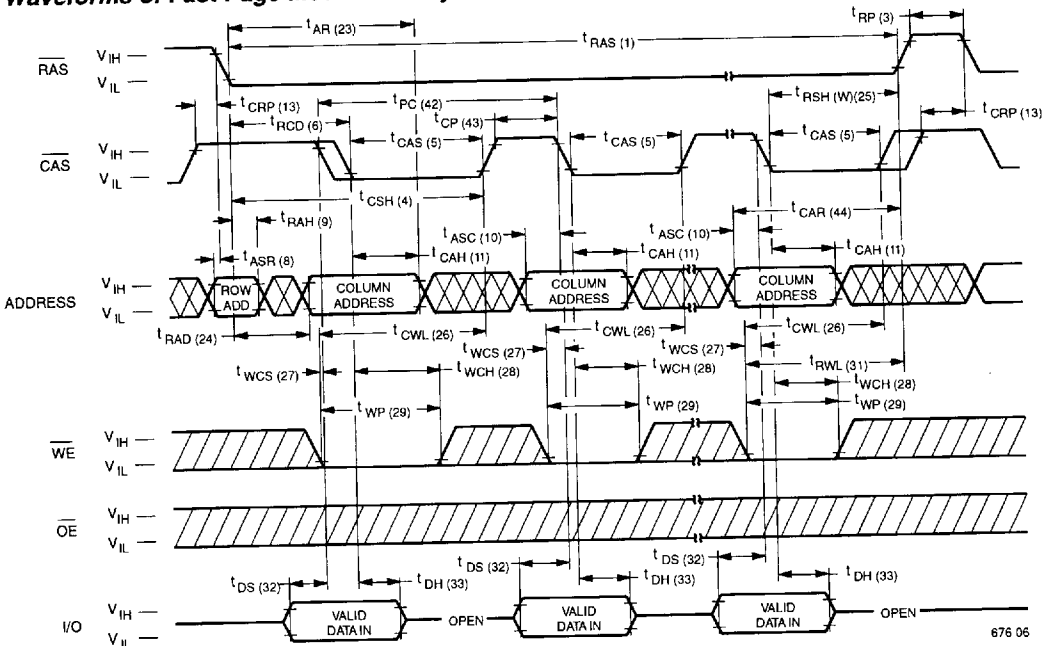 t AR (23)
t RP (3)
t RAS (1)
RAS
V IH
V IL
t CRP (13)
t PC (42)
t RSH (W)(25)
t RCD (6)
t CP (43)
t CRP (13)
t CAS (5)
t CAS (5)
t CAS (5)
CAS
V IH
V IL
t CSH (4)
t CAR (44)
t RAH (9)
t ASC (10)
t ASC (10)
t ASR (8)
t CAH (11)
t CAH (11)
t CAH (11)
ADDRESS
V IH
V IL
ROW ADD
COLUMN ADDRESS
COLUMN ADDRESS
COLUMN ADDRESS
t RAD (24)
t CWL (26)
t CWL (26)
t CWL (26)
t WCS (27)
t WCS (27)
t WCS (27)
t RWL (31)
t WCH (28)
t WCH (28)
t WCH (28)
t WP (29)
t WP (29)
t WP (29)
WE
V IH
V IL
OE
V IH
V IL
t DS (32)
t DS (32)
t DS (32)
t DH (33)
t DH (33)
t DH (33)
I/O
V IH
V IL
VALID DATA IN
OPEN
VALID DATA IN
VALID DATA IN
OPEN
676 06